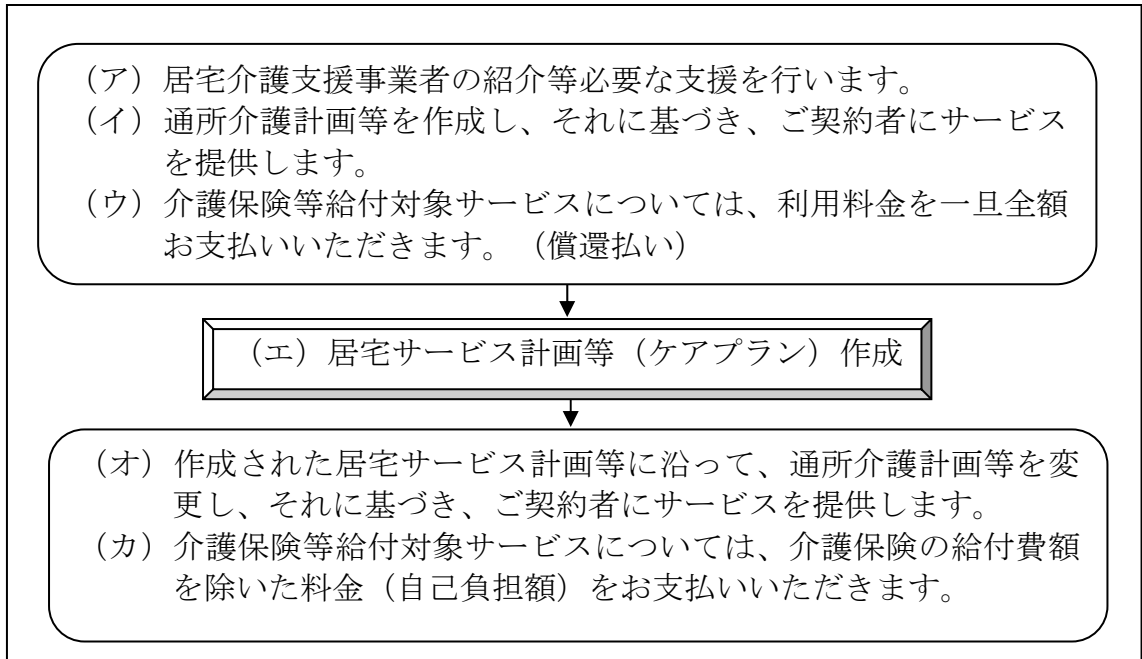 （ア）居宅介護支援事業者の紹介等必要な支援を行います。
（イ）通所介護計画等を作成し、それに基づき、ご契約者にサービス
を提供します。
（ウ）介護保険等給付対象サービスについては、利用料金を一旦全額
お支払いいただきます。（償還払い）
（エ）居宅サービス計画等（ケアプラン）作成
（オ）作成された居宅サービス計画等に沿って、通所介護計画等を変
更し、それに基づき、ご契約者にサービスを提供します。
（カ）介護保険等給付対象サービスについては、介護保険の給付費額
を除いた料金（自己負担額）をお支払いいただきます。